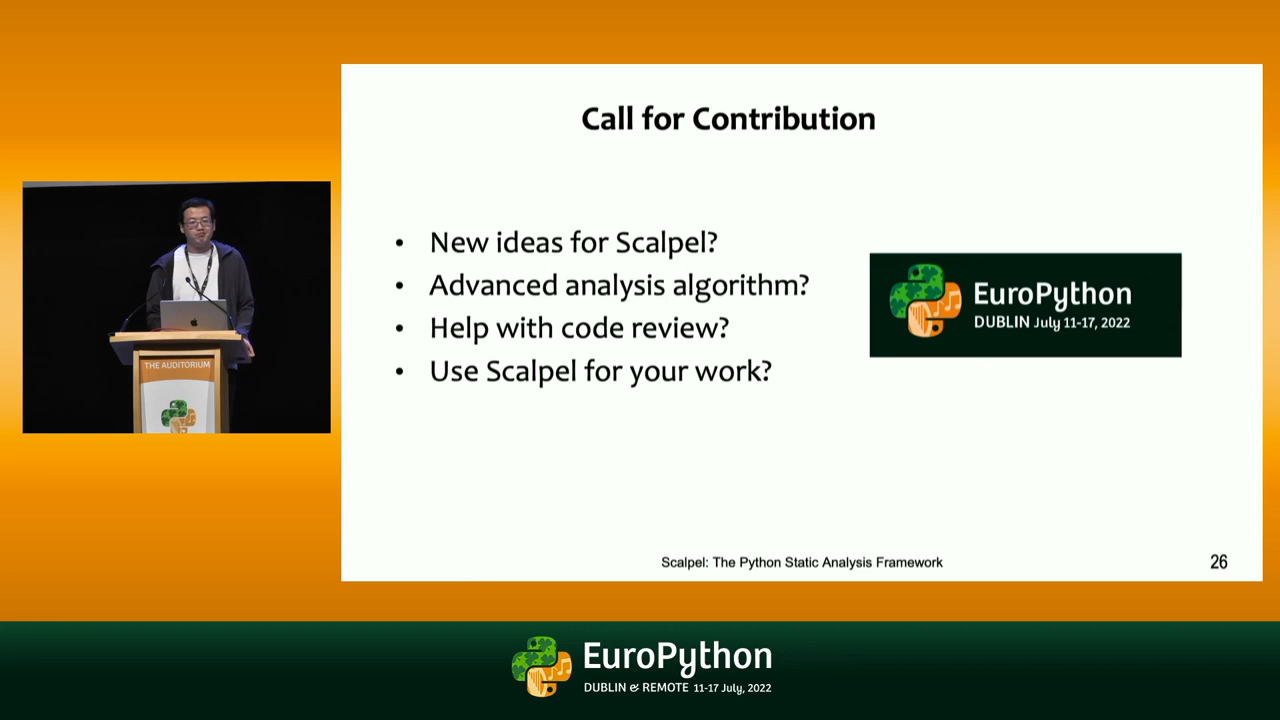 Call for Contribution
• New ideas for Scalpel?
• Advanced analysis algorithm?
• Help with code review?
• Use Scalpel for your work?
EuroPython
DUBLIN July 11-17, 2022
Scalpel: The Python Static Analysis Framework
26
THE AUDITORIUM
EuroPython
DUBLIN & REMOTE 11-17 July, 2022